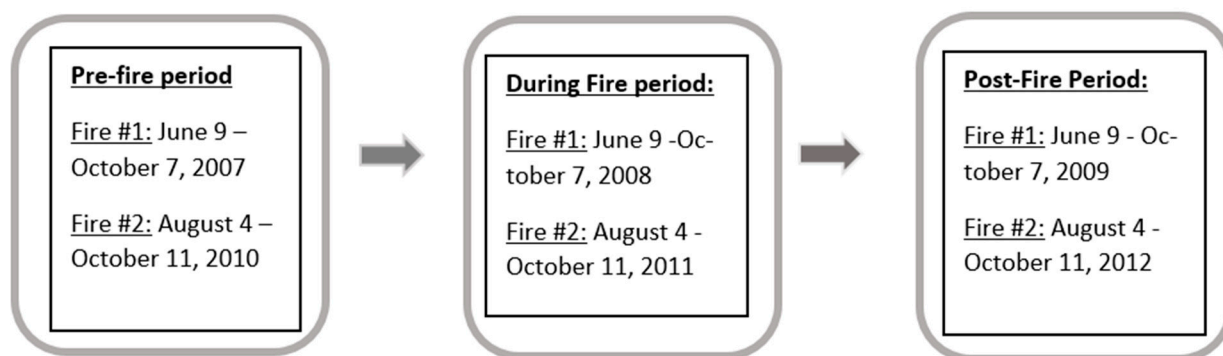 Pre-fire period
Fire #1: June 9 –
October 7, 2007
Fire #2: August 4 –
October 11, 2010
During Fire period:
Fire #1: June 9 -Oc-
tober 7, 2008
Fire #2: August 4 -
October 11, 2011
Post-Fire Period:
Fire #1: June 9 - Oc-
tober 7, 2009
Fire #2: August 4 -
October 11, 2012